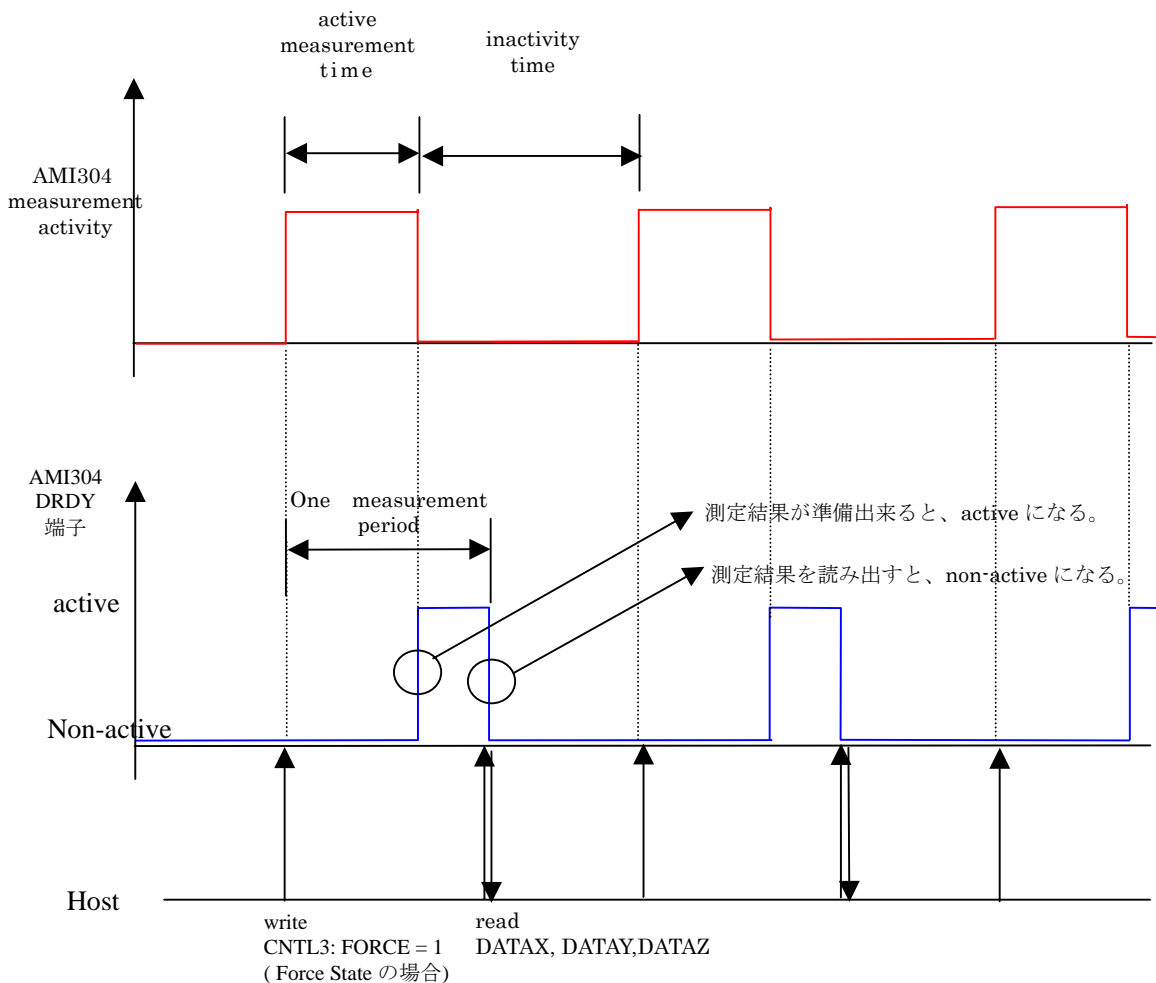 active
measurement
time
inactivity
time
AMI304
measurement
activity
AMI304
DRDY
端子
One measurement
period
測定結果が準備出来ると、active になる。
測定結果を読み出すと、non-active になる。
active
Non-active
Host
write
CNTL3: FORCE = 1
( Force State の場合)
read
DATAX, DATAY,DATAZ